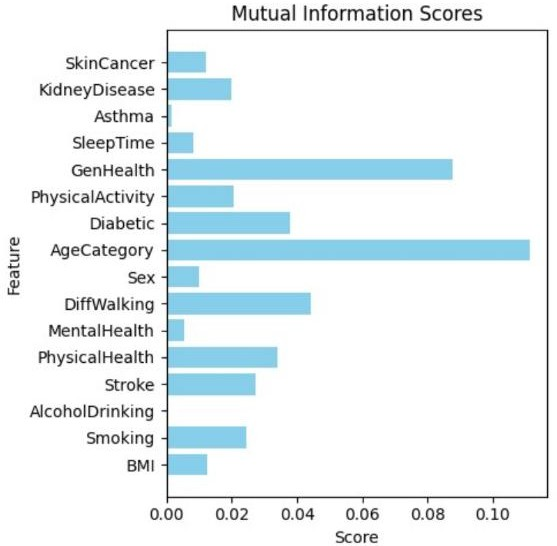 Mutual Information Scores
SkinCancer
KidneyDisease
Asthma
SleepTime
GenHealth
PhysicalActivity
Diabetic
AgeCategory
Sex
DiffWalking
MentalHealth
PhysicalHealth
Stroke
AlcoholDrinking
Smoking
BMI
Feature
0.00 0.02 0.04 0.06 0.08 0.10
Score